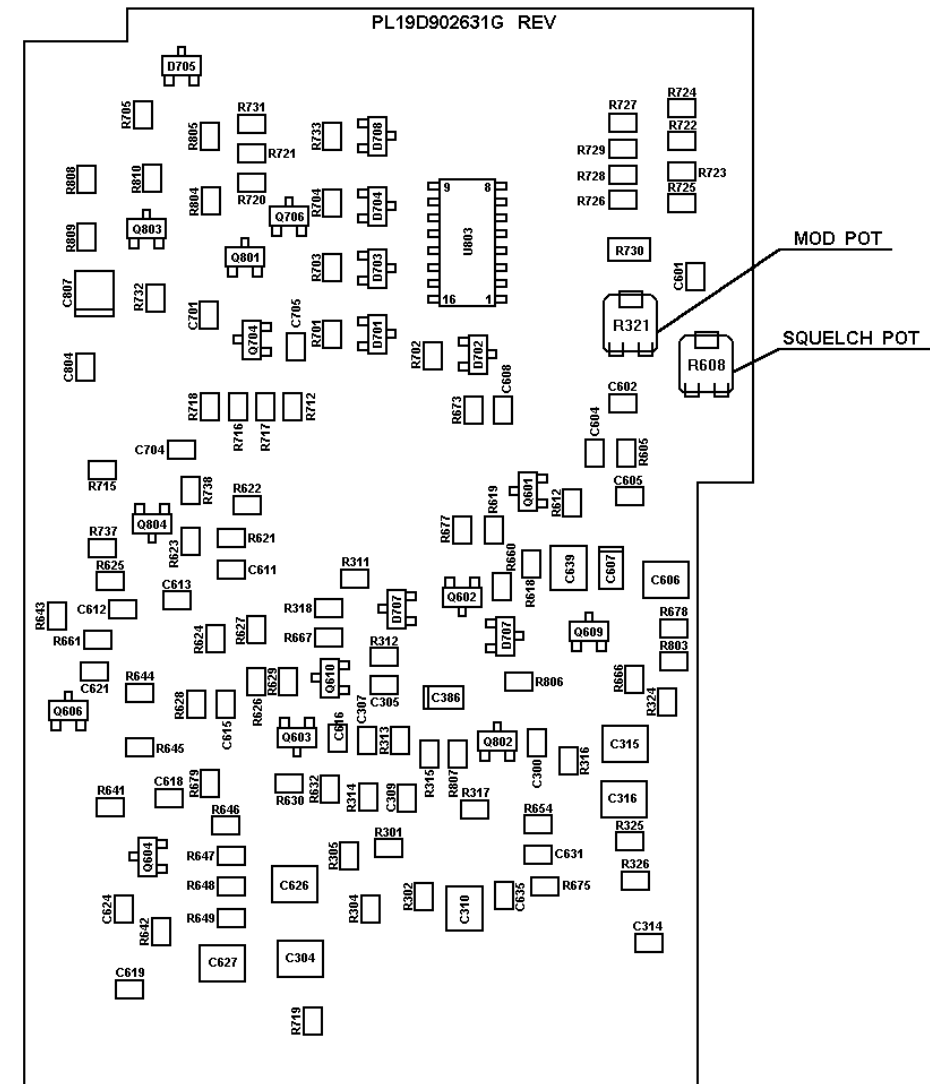 PL19D902631G REV
D705
R705
R731
R805
R721
R733
D708
R727
R724
R722
R729
R728
R723
R726
R725
R808
R810
R804
R720
Q706
R704
D704
9 8
U803
16 1
R809
Q803
Q801
R703
D703
R730
MOD POT
C601
C807
R732
C701
Q704
C705
R701
D701
R321
SQUELCH POT
R608
C804
R702
D702
C608
R673
C602
R718
R716
R717
R712
C604
R605
C704
R715
R738
R622
Q601
R612
C605
R619
R677
Q804
R737
R623
R621
C611
R660
R618
C639
C607
C606
R625
R311
C613
R643
C612
R318
D707
Q602
R678
R661
R624
R627
R667
D707
Q609
R312
R803
C621
R644
R628
C615
R626
R629
Q610
C305
C386
R806
R666
R324
Q606
R645
Q603
C616
C307
R313
R315
R807
Q802
C300
R316
C315
R641
C618
R679
R630
R632
R314
C309
R317
C316
R646
R654
R325
Q604
R647
R305
R301
C631
R648
C626
R302
C310
C635
R675
R326
C624
R642
R649
R304
C314
C619
C627
C304
R719